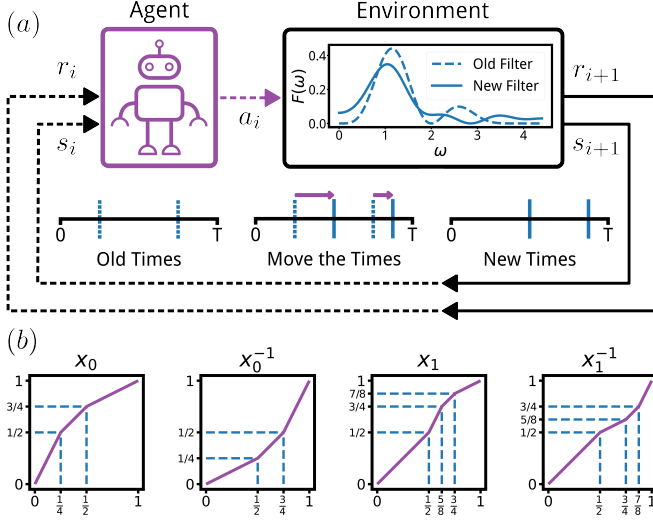 (a)
Agent
Environment
r_i
s_i
a_i
F(ω)
0.4
0.2
0.0
0 1 2 3 4
ω
Old Filter
New Filter
r_{i+1}
s_{i+1}
0 T
Old Times
0 T
Move the Times
0 T
New Times
(b)
x_0
1
3/4
1/2
0
0 1/4 1/2 1
x_0^{-1}
1
1/2
1/4
0
0 1/2 3/4 1
x_1
1
7/8
3/4
1/2
0
0 1/2 5/8 3/4 1
x_1^{-1}
1
3/4
5/8
1/2
0
0 1/2 3/4 7/8 1